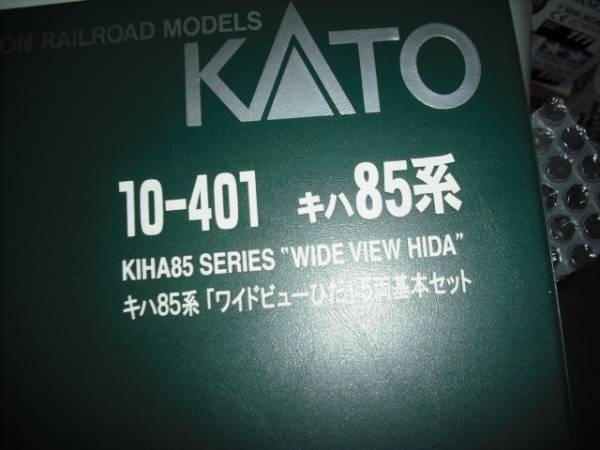 ON RAILROAD MODELS
KATO
10-401 キハ85系
KIHA85 SERIES "WIDE VIEW HIDA"
キハ85系「ワイドビューひだ」5両基本セット